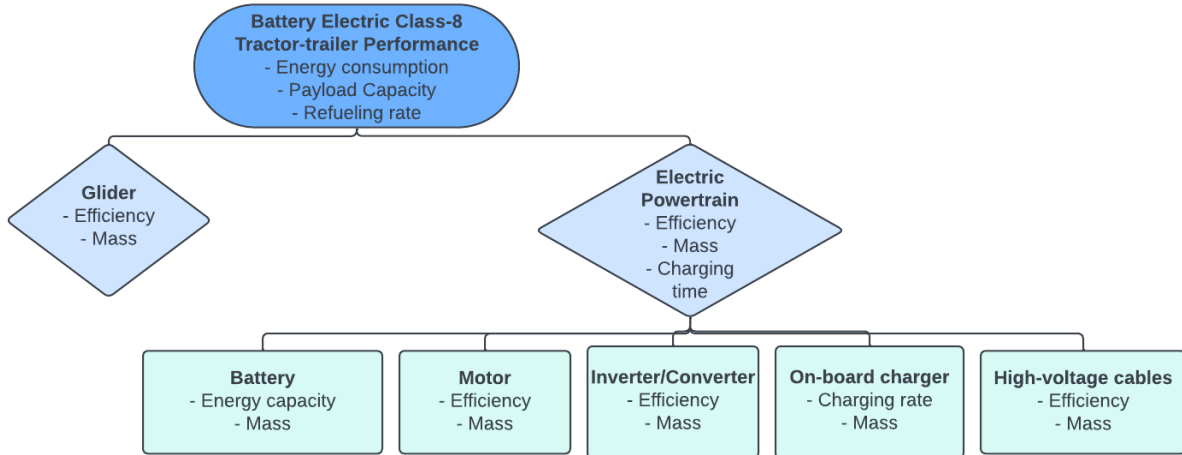 Battery Electric Class-8
Tractor-trailer Performance
- Energy consumption
- Payload Capacity
- Refueling rate
Glider
- Efficiency
- Mass
Electric
Powertrain
- Efficiency
- Mass
- Charging
time
Battery
- Energy capacity
- Mass
Motor
- Efficiency
- Mass
Inverter/Converter
- Efficiency
- Mass
On-board charger
- Charging rate
- Mass
High-voltage cables
- Efficiency
- Mass